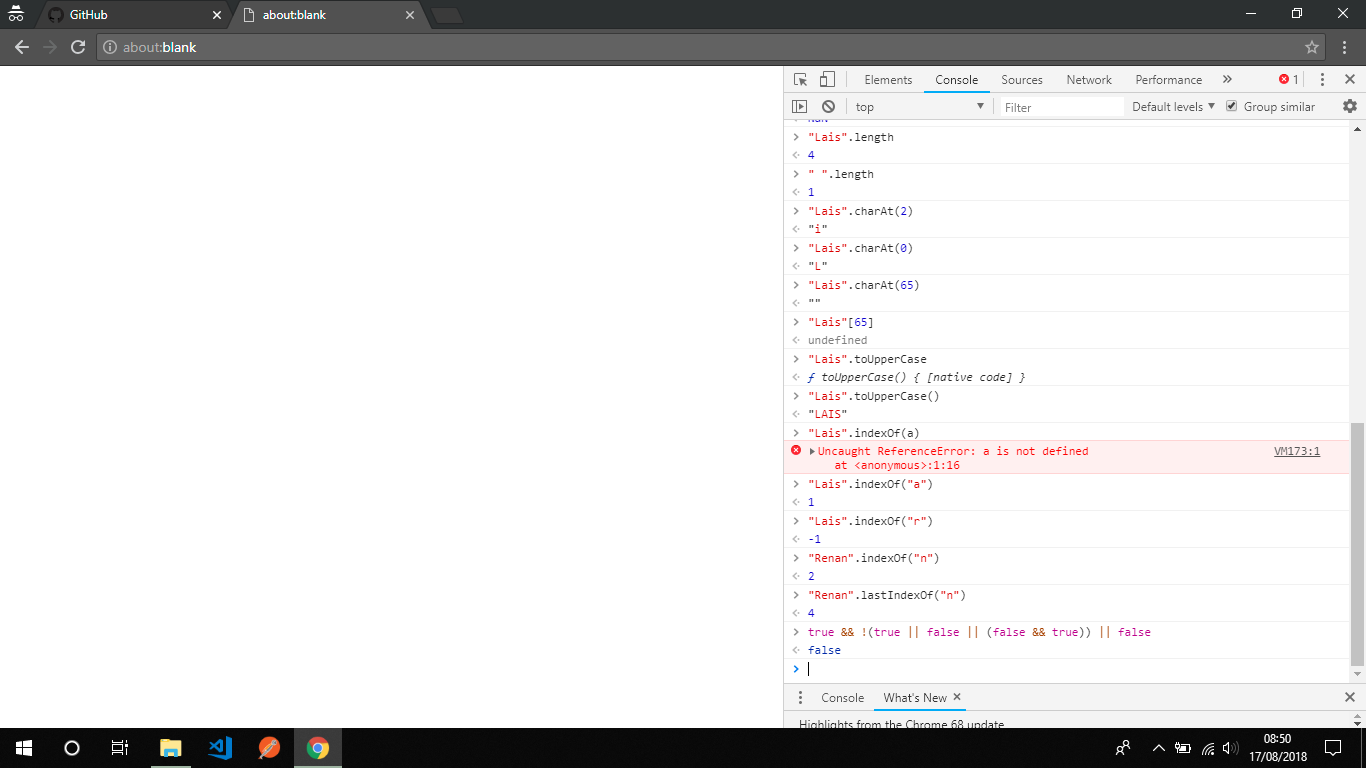 GitHub
about:blank
about:blank
Elements Console Sources Network Performance » 1
top Filter Default levels Group similar
NaN
"Lais".length
4
" ".length
1
"Lais".charAt(2)
"i"
"Lais".charAt(0)
"L"
"Lais".charAt(65)
""
"Lais"[65]
undefined
"Lais".toUpperCase
ƒ toUpperCase() { [native code] }
"Lais".toUpperCase()
"LAIS"
"Lais".indexOf(a)
Uncaught ReferenceError: a is not defined VM173:1
at <anonymous>:1:16
"Lais".indexOf("a")
1
"Lais".indexOf("r")
-1
"Renan".indexOf("n")
2
"Renan".lastIndexOf("n")
4
true && !(true || false || (false && true)) || false
false
Console What's New
Highlights from the Chrome 68 update
08:50
17/08/2018